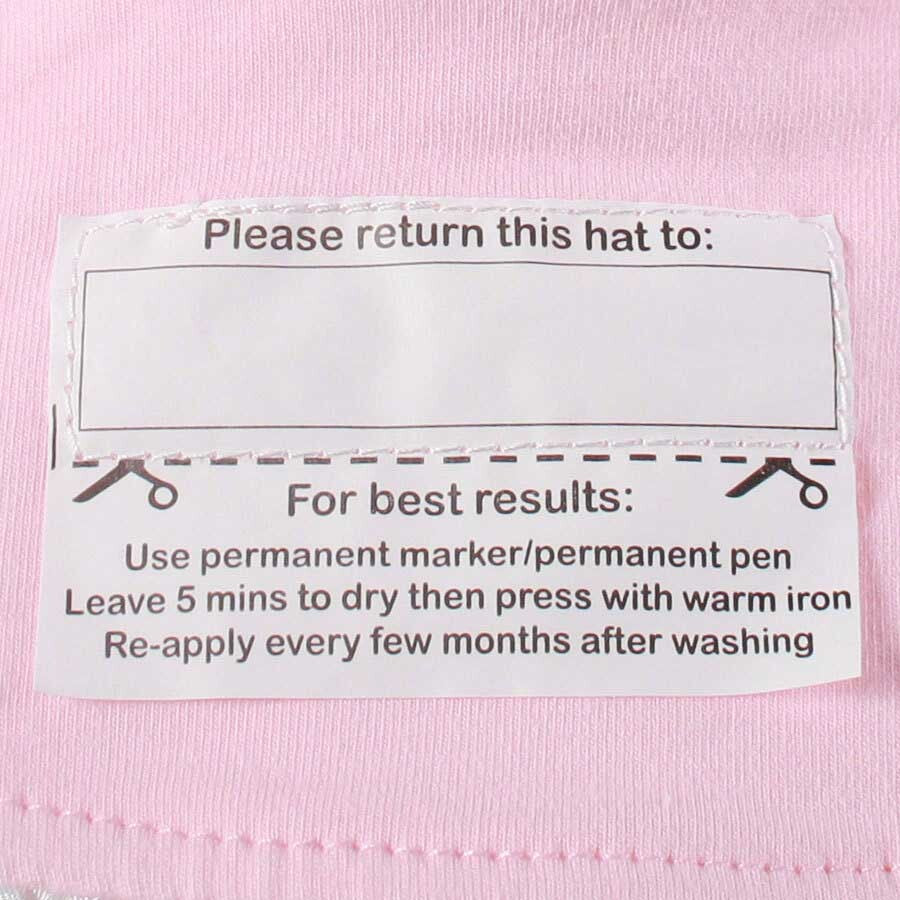 Please return this hat to:
For best results:
Use permanent marker/permanent pen
Leave 5 mins to dry then press with warm iron
Re-apply every few months after washing